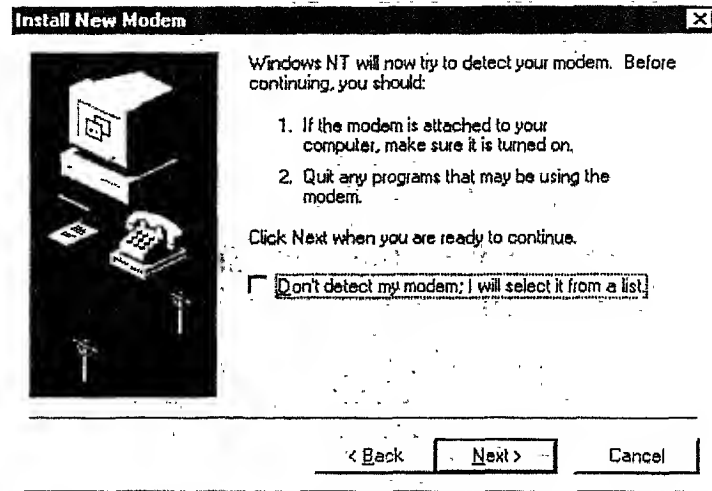 Install New Modem
Windows NT will now try to detect your modem. Before
continuing, you should:
1. If the modem is attached to your
computer, make sure it is turned on.
2. Quit any programs that may be using the
modem.
Click Next when you are ready to continue.
Don't detect my modem; I will select it from a list.
< Back
Next >
Cancel